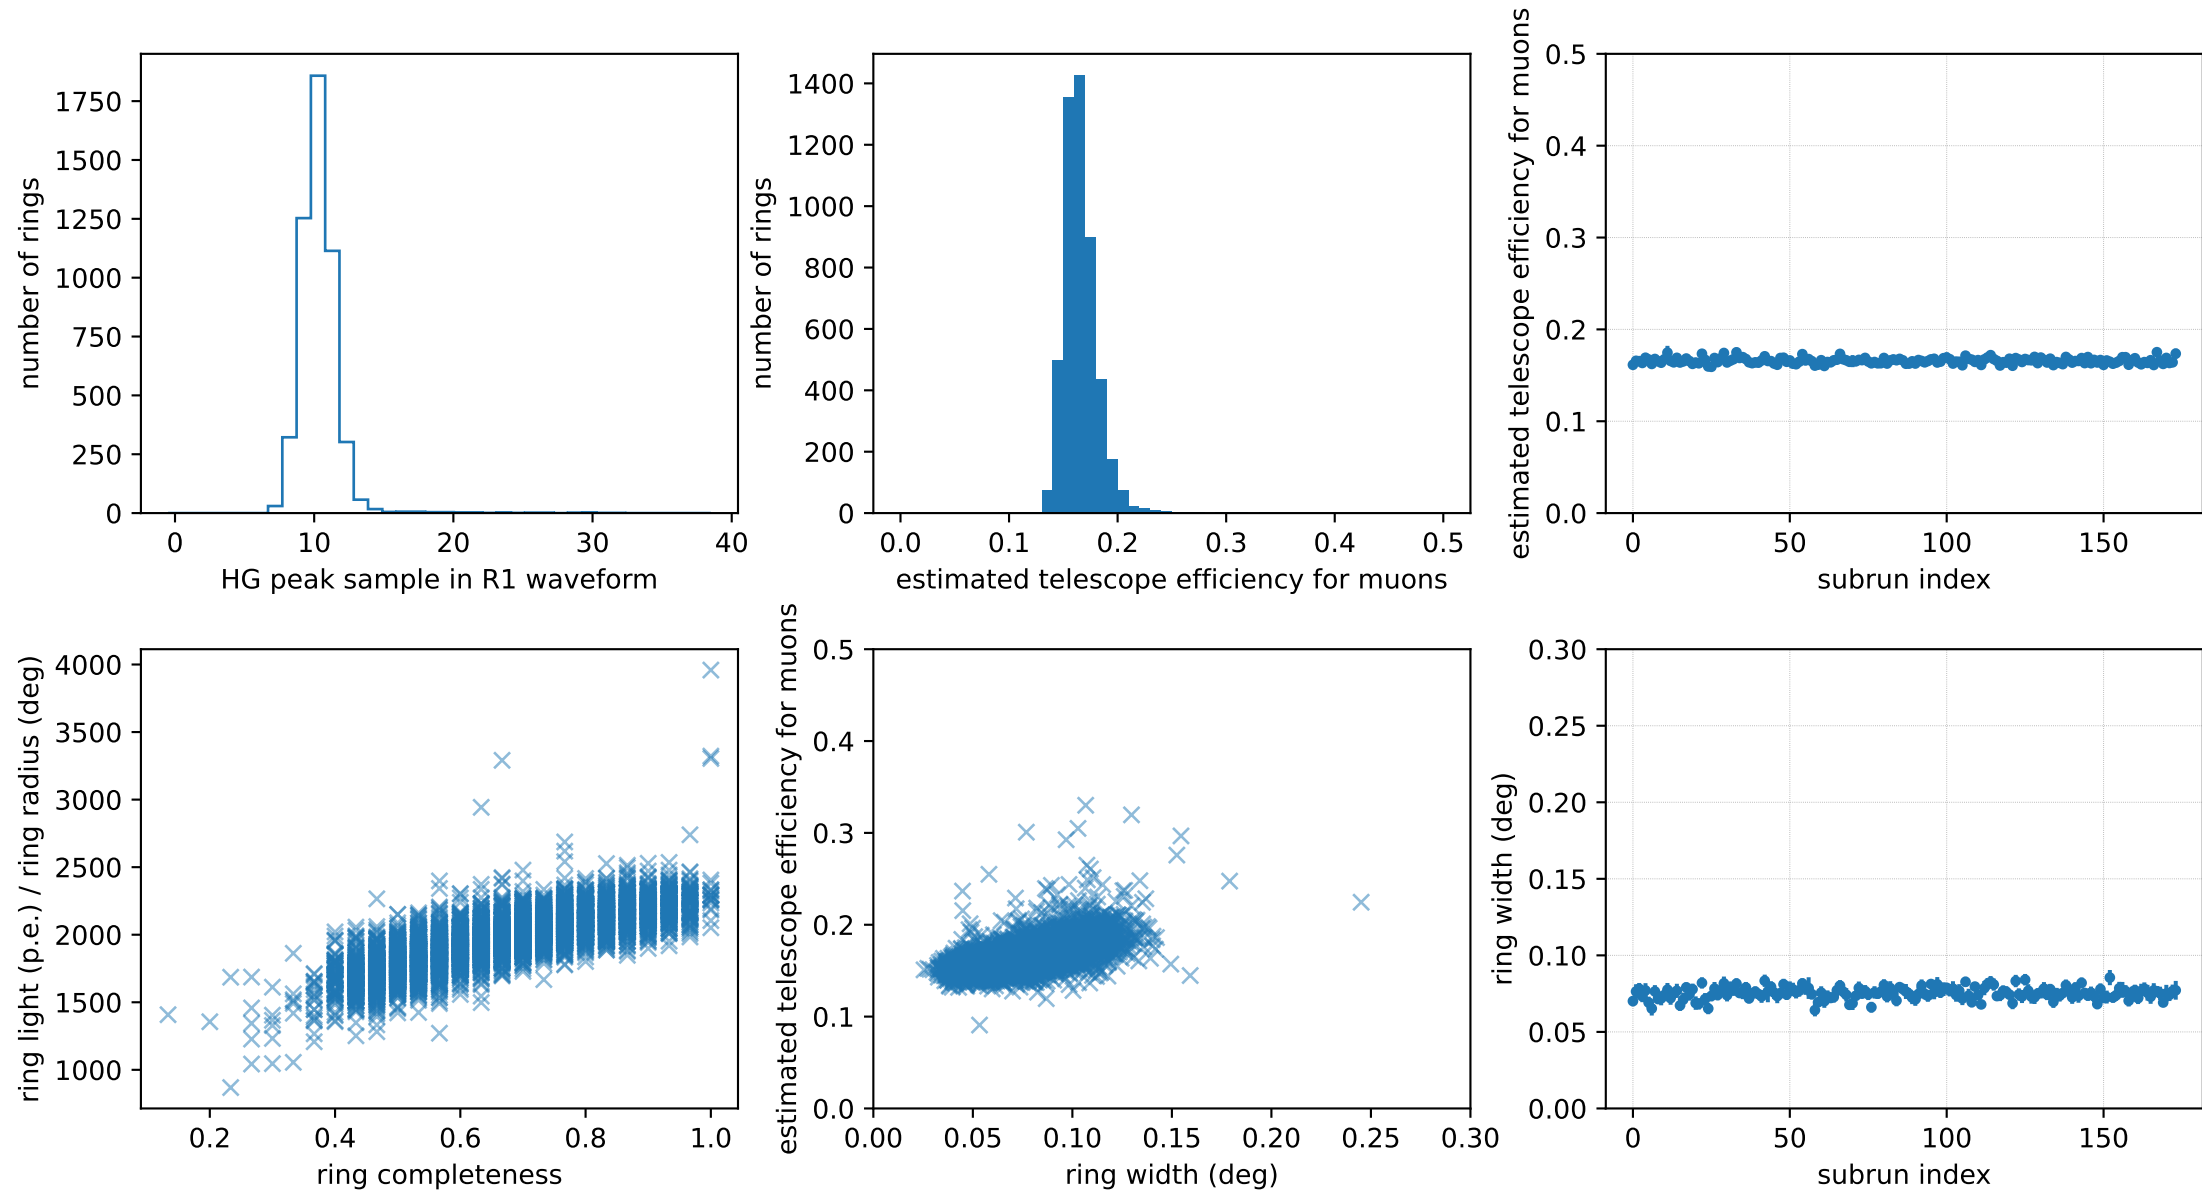 number of rings
1750
1500
1250
1000
750
500
250
0
0 10 20 30 40
HG peak sample in R1 waveform
number of rings
1400
1200
1000
800
600
400
200
0
0.0 0.1 0.2 0.3 0.4 0.5
estimated telescope efficiency for muons
estimated telescope efficiency for muons
0.5
0.4
0.3
0.2
0.1
0.0
0 50 100 150
subrun index
ring light (p.e.) / ring radius (deg)
4000
3500
3000
2500
2000
1500
1000
0.2 0.4 0.6 0.8 1.0
ring completeness
estimated telescope efficiency for muons
0.5
0.4
0.3
0.2
0.1
0.0
0.00 0.05 0.10 0.15 0.20 0.25 0.30
ring width (deg)
ring width (deg)
0.30
0.25
0.20
0.15
0.10
0.05
0.00
0 50 100 150
subrun index